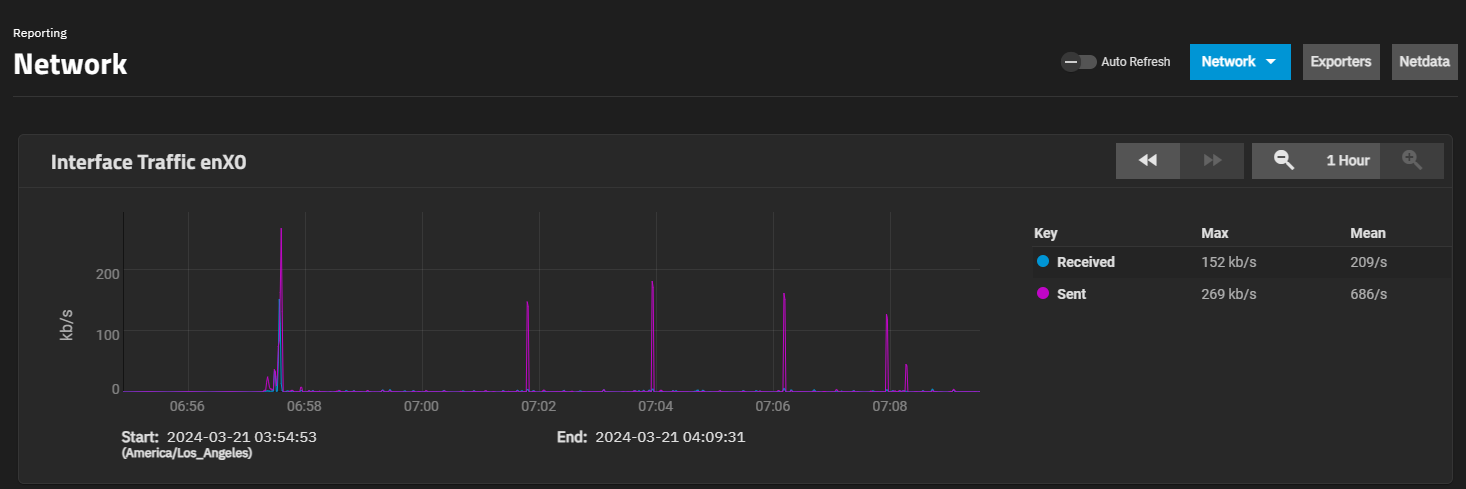 Reporting
Network
Auto Refresh
Network
Exporters
Netdata
Interface Traffic enX0
1 Hour
kb/s
200
100
0
06:56 06:58 07:00 07:02 07:04 07:06 07:08
Start: 2024-03-21 03:54:53
(America/Los_Angeles)
End: 2024-03-21 04:09:31
Key Max Mean
Received 152 kb/s 209/s
Sent 269 kb/s 686/s